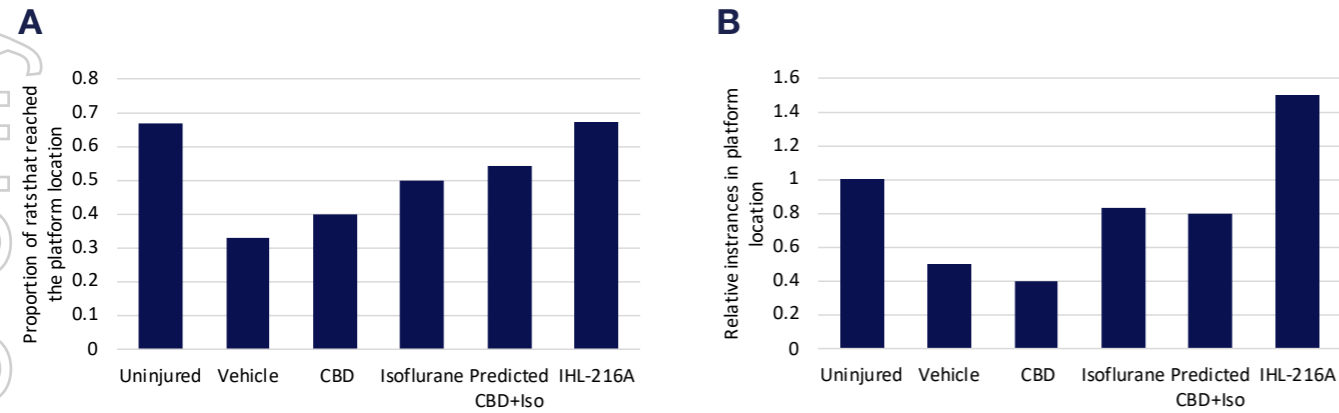 A
Proportion of rats that reached
the platform location
0.8
0.7
0.6
0.5
0.4
0.3
0.2
0.1
0
Uninjured Vehicle CBD Isoflurane Predicted IHL-216A
CBD+Iso
B
Relative instrances in platform
location
1.6
1.4
1.2
1
0.8
0.6
0.4
0.2
0
Uninjured Vehicle CBD Isoflurane Predicted IHL-216A
CBD+Iso